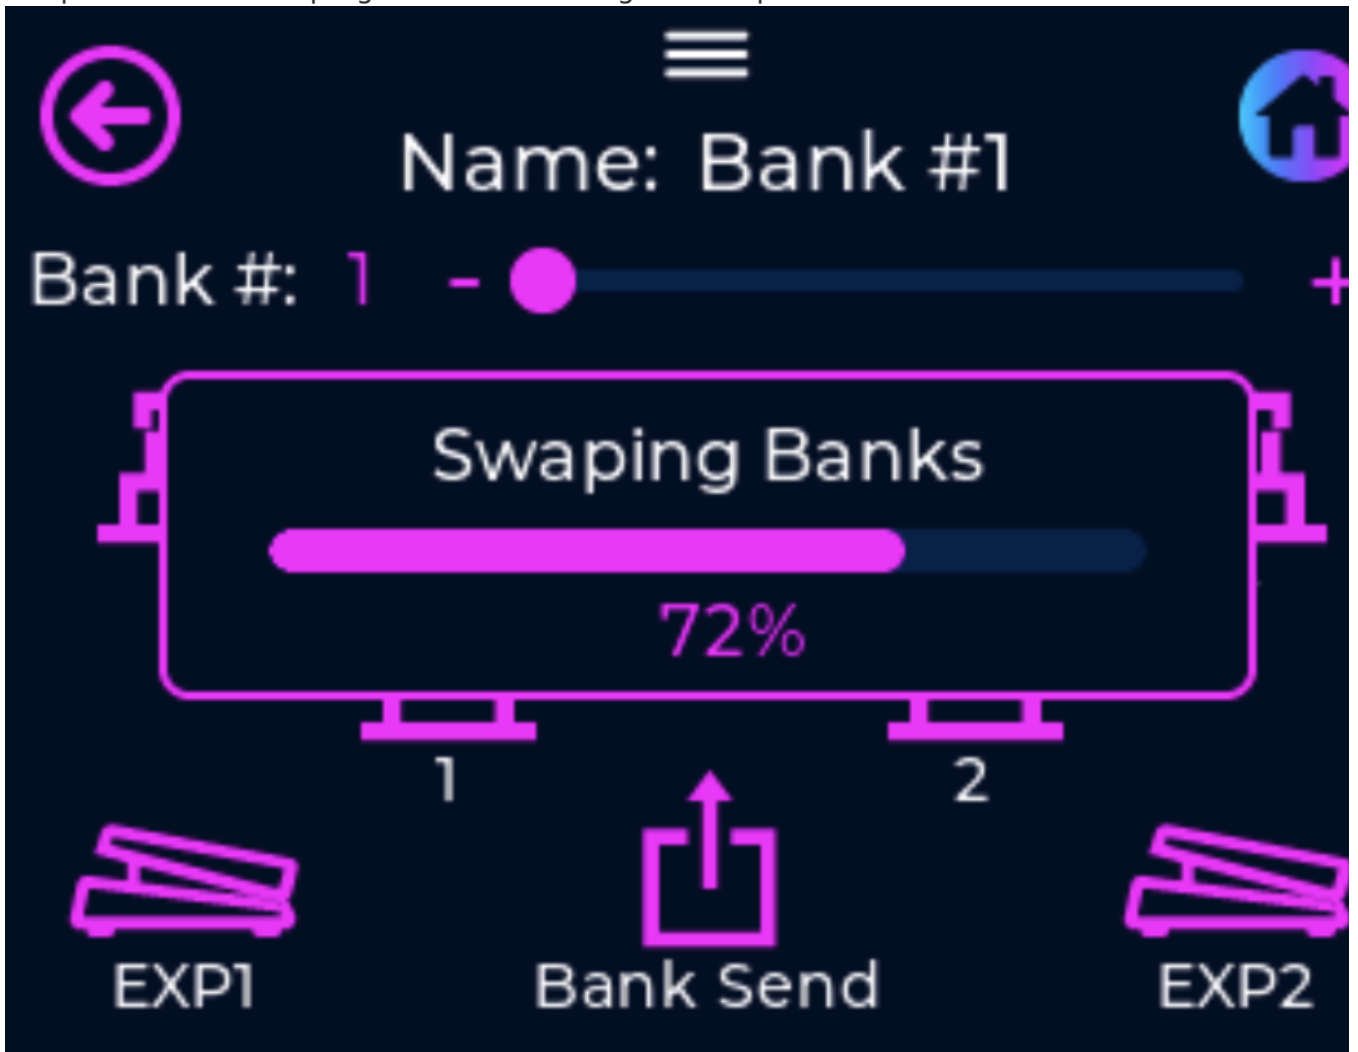 Name: Bank #1
Bank #: 1 - +
Swaping Banks
72%
1 2
EXP1 Bank Send EXP2